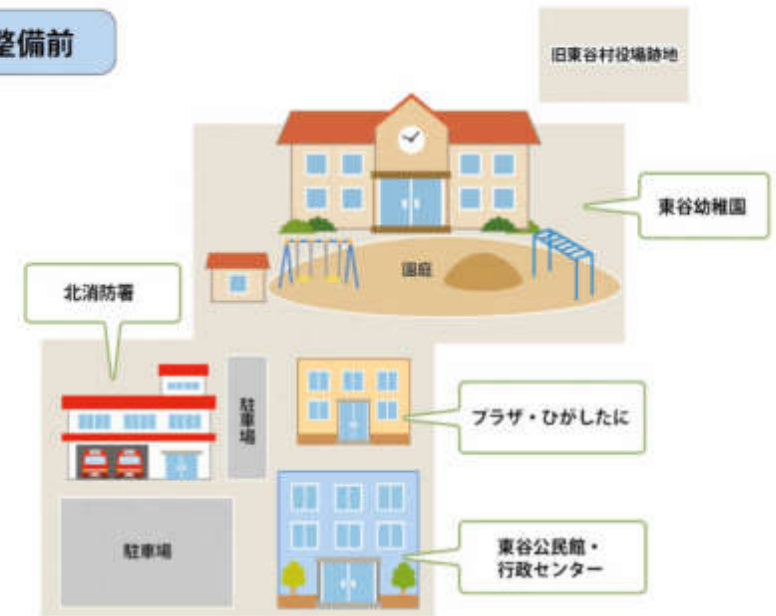 整備前
旧東谷村役場跡地
東谷幼稚園
園庭
北消防署
駐車場
プラザ・ひがしたに
駐車場
東谷公民館・
行政センター